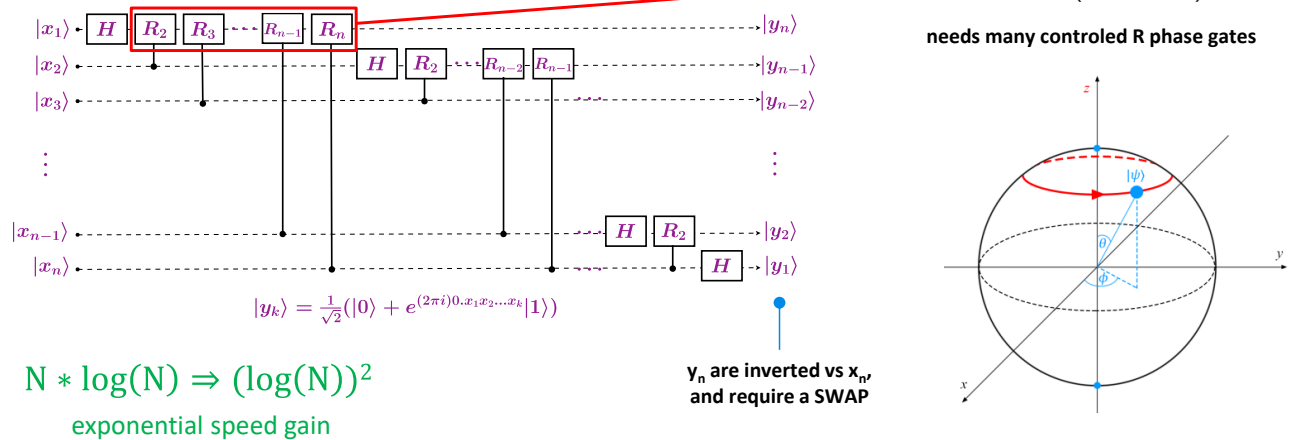 |x₁⟩ H R₂ R₃ ⋯ Rₙ₋₁ Rₙ |yₙ⟩
|x₂⟩ H R₂ ⋯ Rₙ₋₂ Rₙ₋₁ |yₙ₋₁⟩
|x₃⟩ ⋯ |yₙ₋₂⟩
⋮ ⋮
|xₙ₋₁⟩ ⋯ H R₂ |y₂⟩
|xₙ⟩ ⋯ H |y₁⟩
|yₖ⟩ = 1/√2(|0⟩ + e^{(2πi)0.x₁x₂...xₖ}|1⟩)
N ∗ log(N) ⇒ (log(N))²
exponential speed gain
yₙ are inverted vs xₙ,
and require a SWAP
needs many controled R phase gates
z
|ψ⟩
θ
y
ϕ
x